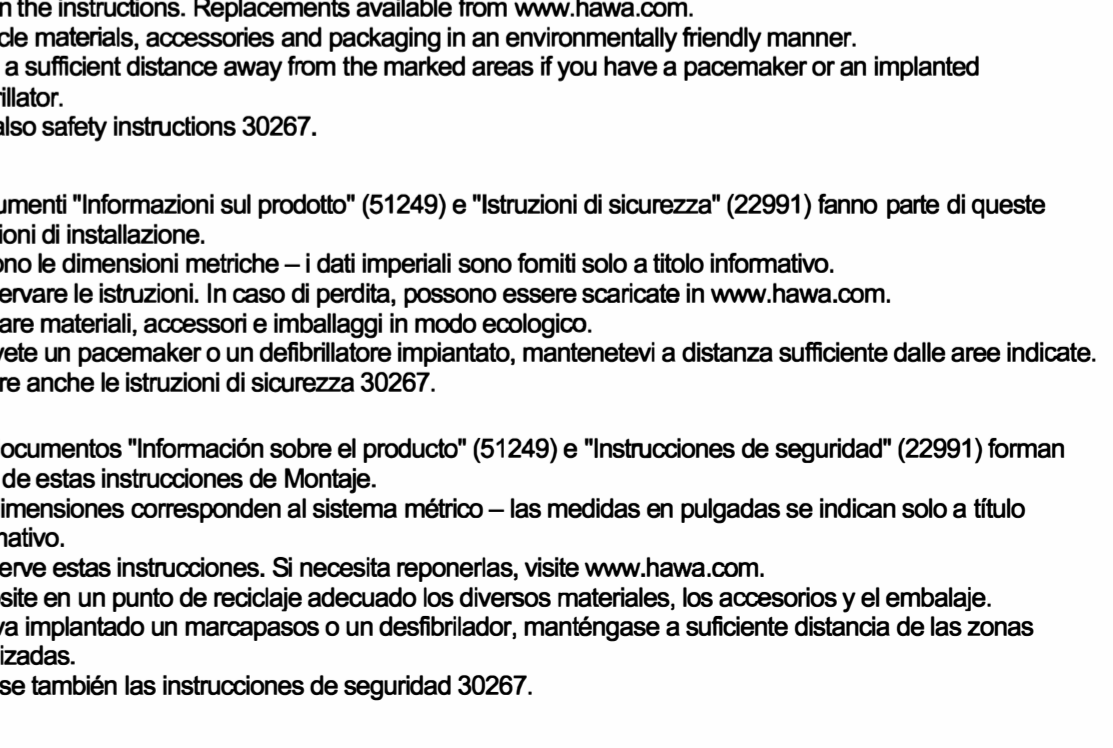 n the instructions. Replacements available from www.hawa.com.
cle materials, accessories and packaging in an environmentally friendly manner.
a sufficient distance away from the marked areas if you have a pacemaker or an implanted
illator.
also safety instructions 30267.
umenti "Informazioni sul prodotto" (51249) e "Istruzioni di sicurezza" (22991) fanno parte di queste
ioni di installazione.
ono le dimensioni metriche – i dati imperiali sono forniti solo a titolo informativo.
ervare le istruzioni. In caso di perdita, possono essere scaricate in www.hawa.com.
are materiali, accessori e imballaggi in modo ecologico.
vete un pacemaker o un defibrillatore impiantato, mantenetevi a distanza sufficiente dalle aree indicate.
re anche le istruzioni di sicurezza 30267.
ocumentos "Información sobre el producto" (51249) e "Instrucciones de seguridad" (22991) forman
de estas instrucciones de Montaje.
imensiones corresponden al sistema métrico – las medidas en pulgadas se indican solo a título
mativo.
erve estas instrucciones. Si necesita reponerlas, visite www.hawa.com.
site en un punto de reciclaje adecuado los diversos materiales, los accesorios y el embalaje.
ya implantado un marcapasos o un desfibrilador, manténgase a suficiente distancia de las zonas
izadas.
se también las instrucciones de seguridad 30267.